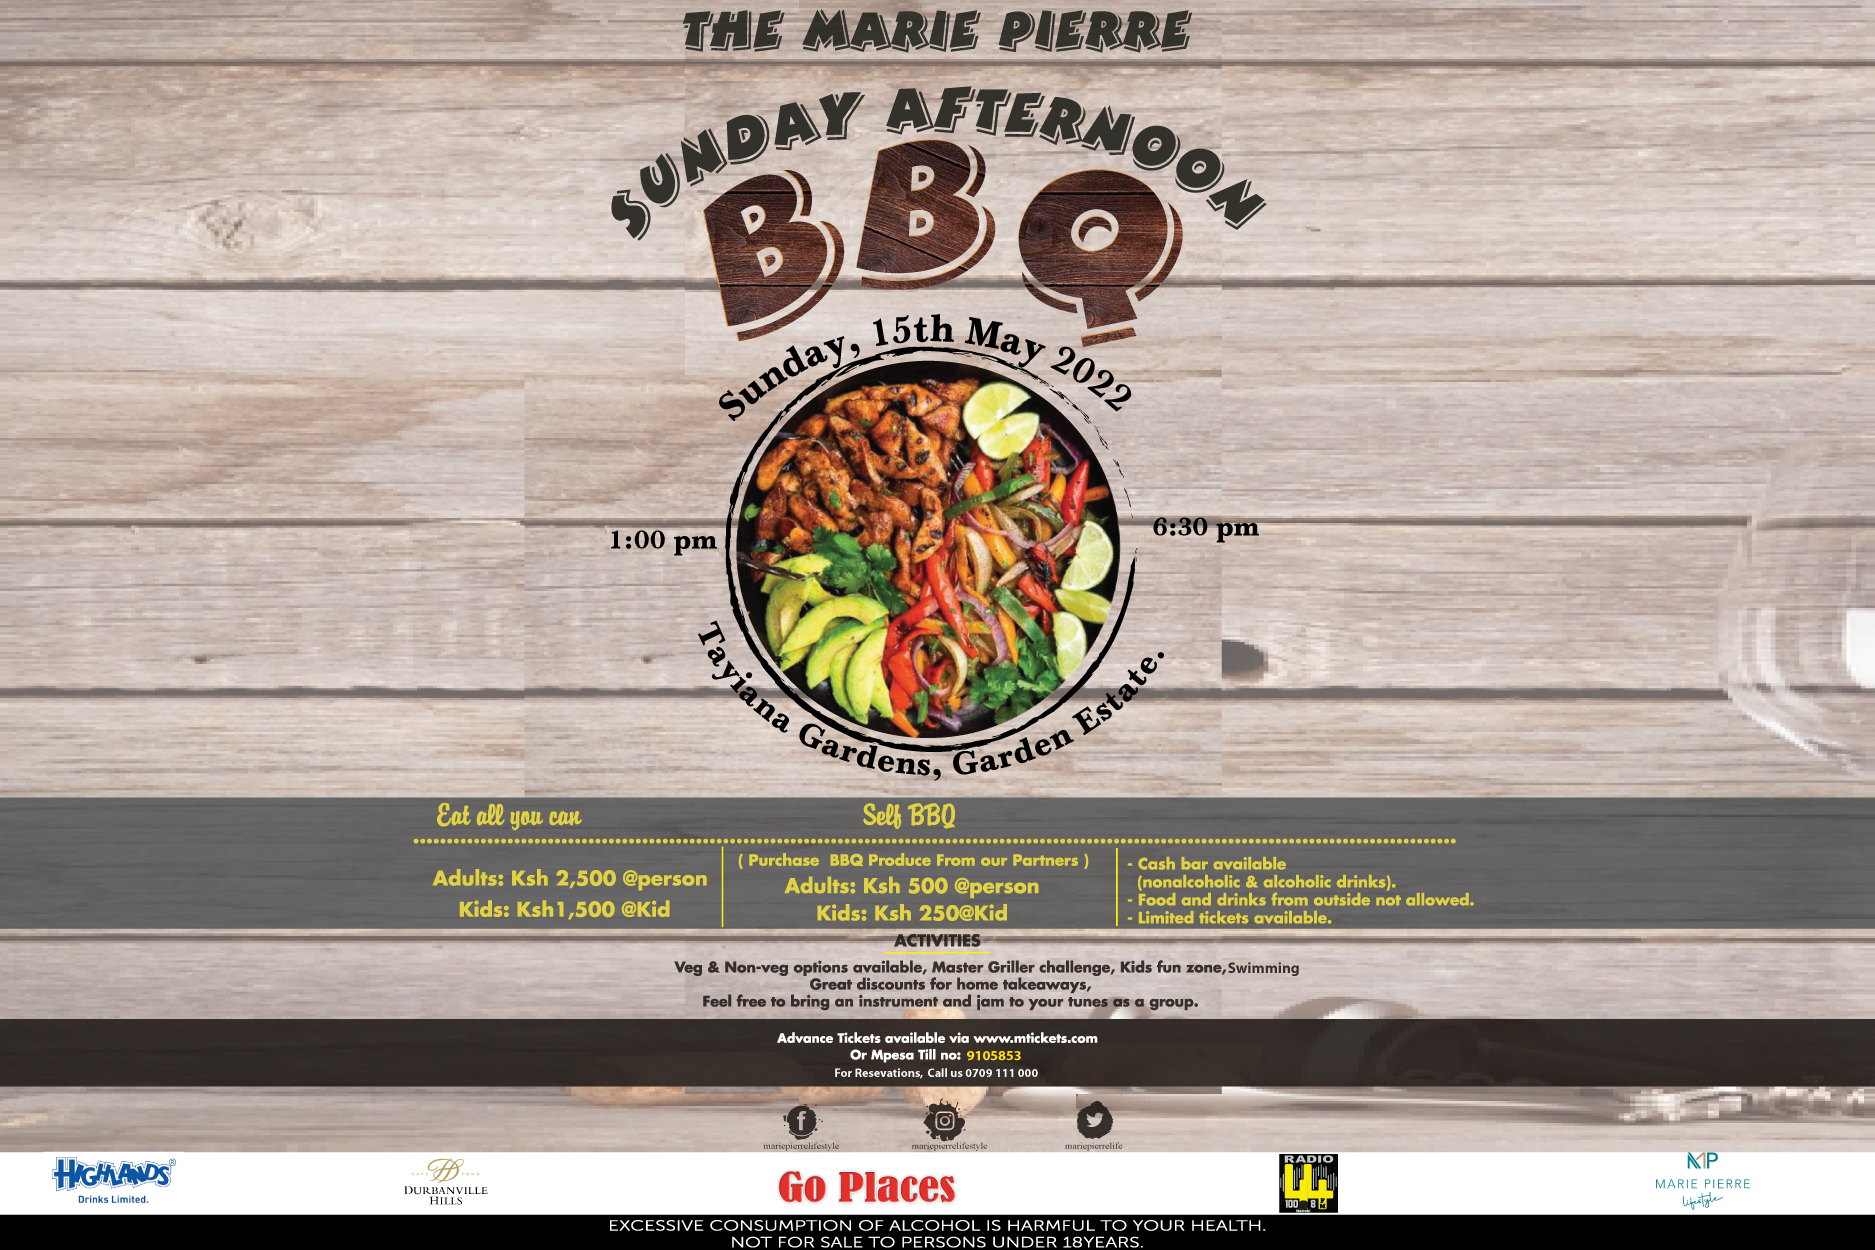 THE MARIE PIERRE
SUNDAY AFTERNOON
BBQ
Sunday, 15th May 2022
1:00 pm
6:30 pm
Tayiana Gardens, Garden Estate.
Eat all you can
Adults: Ksh 2,500 @person
Kids: Ksh1,500 @Kid
Self BBQ
( Purchase BBQ Produce From our Partners )
Adults: Ksh 500 @person
Kids: Ksh 250@Kid
- Cash bar available
(nonalcoholic & alcoholic drinks).
- Food and drinks from outside not allowed.
- Limited tickets available.
ACTIVITIES
Veg & Non-veg options available, Master Griller challenge, Kids fun zone,Swimming
Great discounts for home takeaways,
Feel free to bring an instrument and jam to your tunes as a group.
Advance Tickets available via www.mtickets.com
Or Mpesa Till no: 9105853
For Resevations, Call us 0709 111 000
mariepierrelifestyle
mariepierrelifestyle
mariepierrelife
HIGHLANDS®
Drinks Limited.
CAPE TOWN
DURBANVILLE
HILLS
Go Places
RADIO
44
100 8
MP
MARIE PIERRE
lifestyle
EXCESSIVE CONSUMPTION OF ALCOHOL IS HARMFUL TO YOUR HEALTH.
NOT FOR SALE TO PERSONS UNDER 18YEARS.